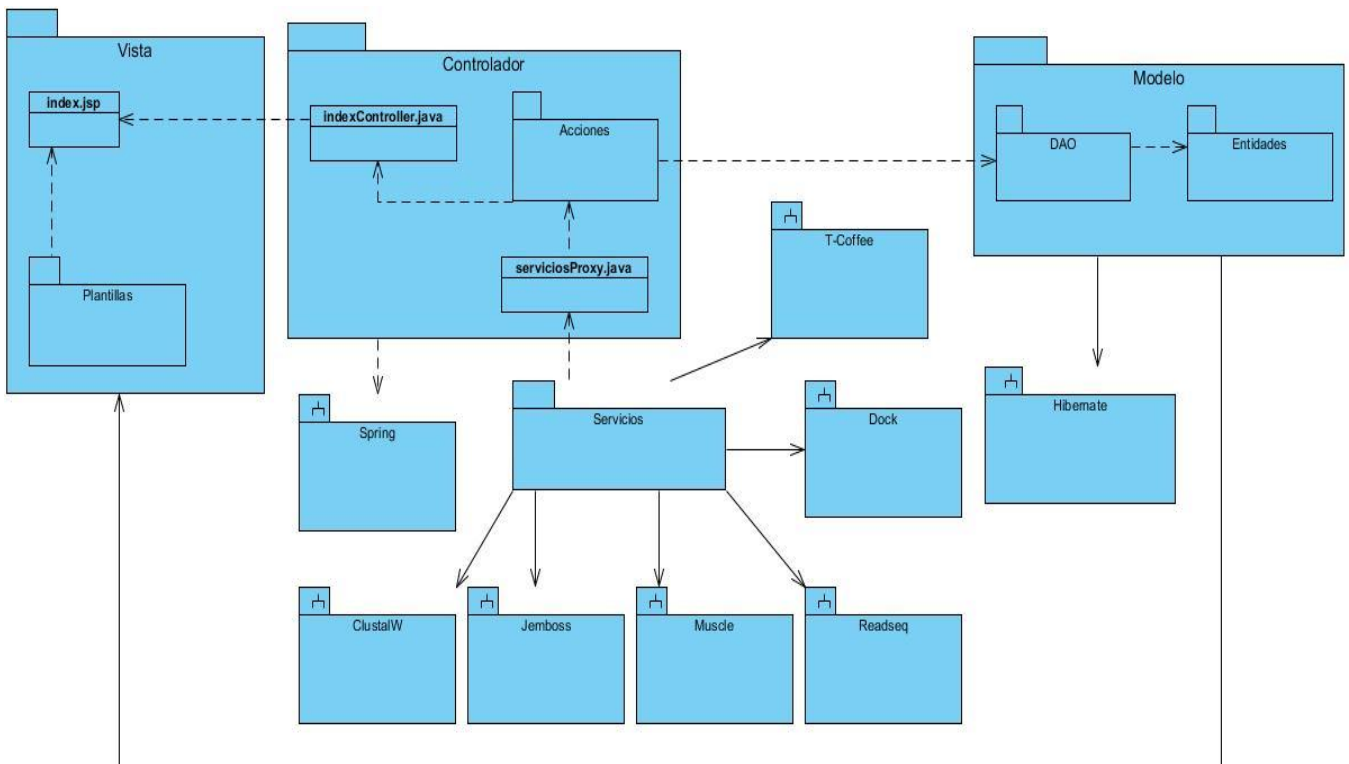 Vista
Controlador
Modelo
index.jsp
indexController.java
Acciones
DAO
Entidades
T-Coffee
serviciosProxy.java
Plantillas
Spring
Servicios
Dock
Hibernate
ClustalW
Jemboss
Muscle
Readseq